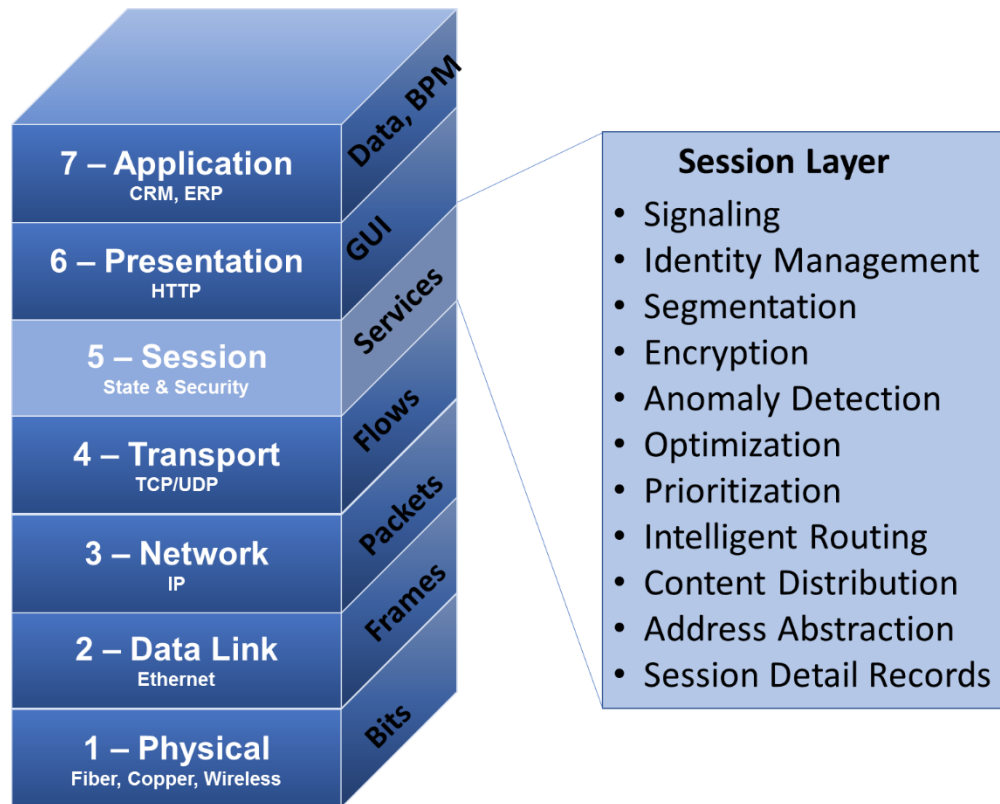 7 – Application
CRM, ERP
Data, BPM
6 – Presentation
HTTP
GUI
5 – Session
State & Security
Services
4 – Transport
TCP/UDP
Flows
3 – Network
IP
Packets
2 – Data Link
Ethernet
Frames
1 – Physical
Fiber, Copper, Wireless
Bits
Session Layer
• Signaling
• Identity Management
• Segmentation
• Encryption
• Anomaly Detection
• Optimization
• Prioritization
• Intelligent Routing
• Content Distribution
• Address Abstraction
• Session Detail Records